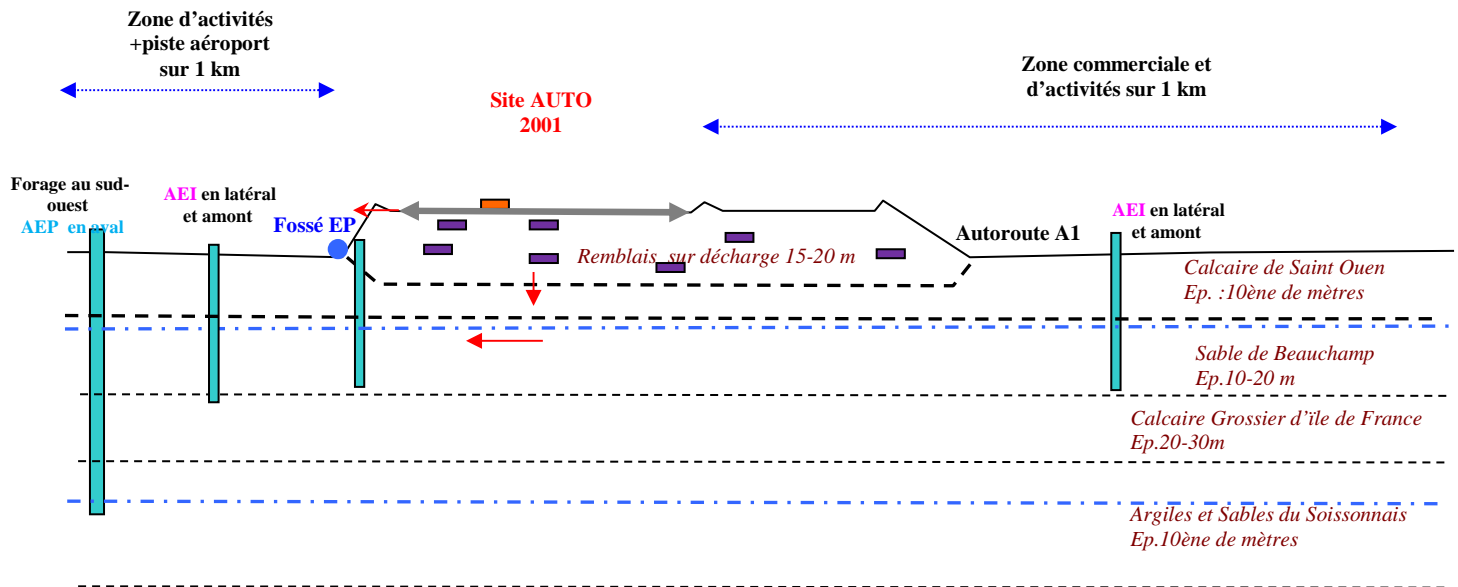 Zone d'activités
+piste aéroport
sur 1 km
Zone commerciale et
d'activités sur 1 km
Site AUTO
2001
Forage au sud-
ouest
AEP en aval
AEI en latéral
et amont
Fossé EP
Remblais sur décharge 15-20 m
Autoroute A1
AEI en latéral
et amont
Calcaire de Saint Ouen
Ep. :10ène de mètres
Sable de Beauchamp
Ep.10-20 m
Calcaire Grossier d'ïle de France
Ep.20-30m
Argiles et Sables du Soissonnais
Ep.10ène de mètres